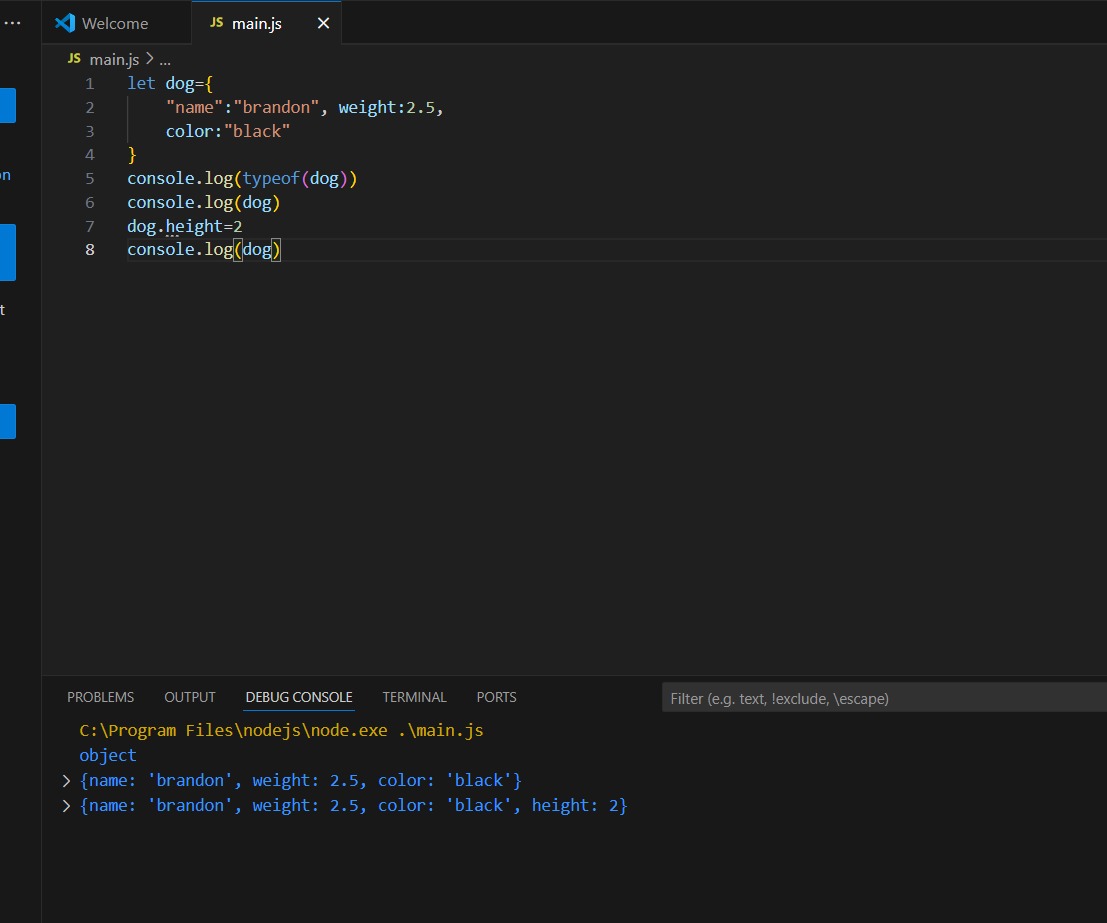 ... Welcome JS main.js ×
JS main.js > ...
1 let dog={
2 "name":"brandon", weight:2.5,
3 color:"black"
4 }
5 console.log(typeof(dog))
6 console.log(dog)
7 dog.height=2
8 console.log(dog)
on
t
PROBLEMS OUTPUT DEBUG CONSOLE TERMINAL PORTS Filter (e.g. text, !exclude, \escape)
C:\Program Files\nodejs\node.exe .\main.js
object
> {name: 'brandon', weight: 2.5, color: 'black'}
> {name: 'brandon', weight: 2.5, color: 'black', height: 2}